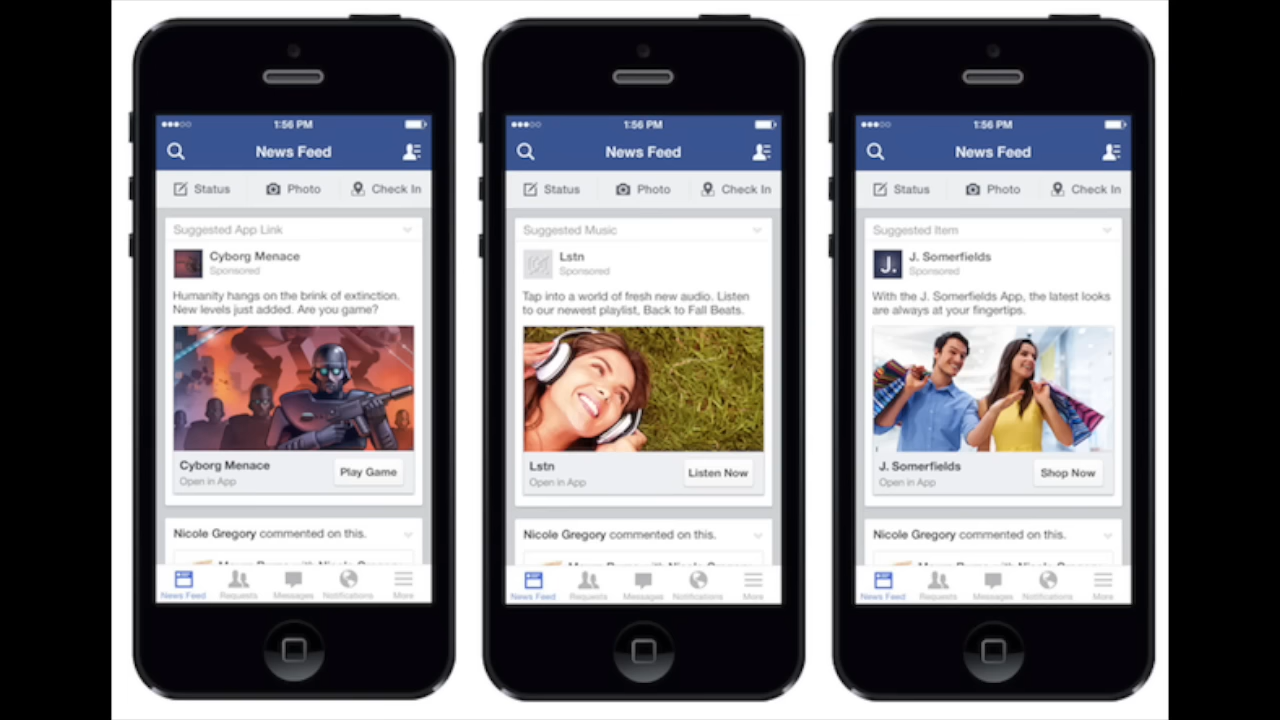 1:56 PM
News Feed
Status Photo Check In
Suggested App Link
Cyborg Menace
Sponsored
Humanity hangs on the brink of extinction.
New levels just added. Are you game?
Cyborg Menace
Open in App
Play Game
Nicole Gregory commented on this.
News Feed Requests Messages Notifications More
1:56 PM
News Feed
Status Photo Check In
Suggested Music
Lstn
Sponsored
Tap into a world of fresh new audio. Listen
to our newest playlist, Back to Fall Beats.
Lstn
Open in App
Listen Now
Nicole Gregory commented on this.
News Feed Requests Messages Notifications More
1:56 PM
News Feed
Status Photo Check In
Suggested Item
J.
J. Somerfields
Sponsored
With the J. Somerfields App, the latest looks
are always at your fingertips.
J. Somerfields
Open in App
Shop Now
Nicole Gregory commented on this.
News Feed Requests Messages Notifications More